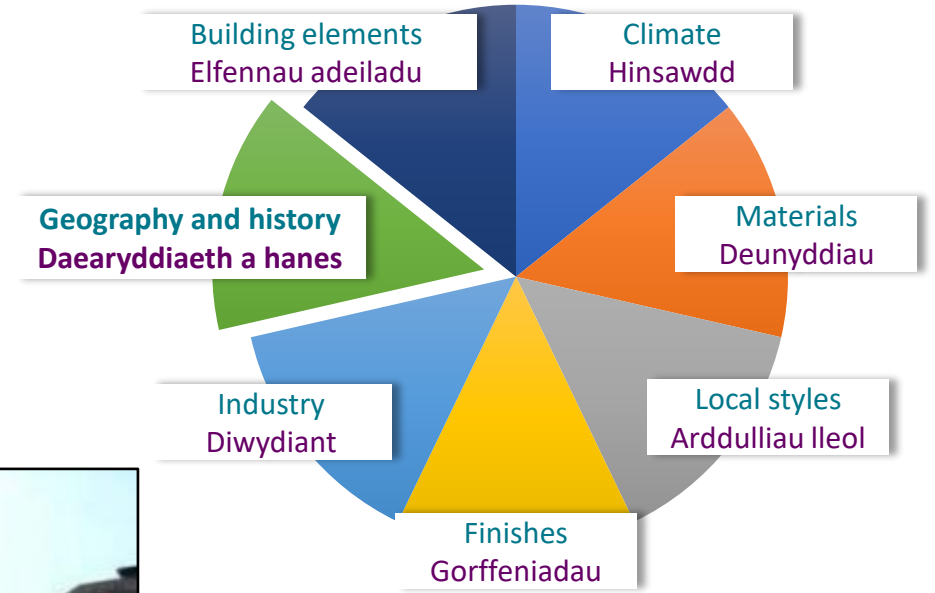 Building elements
Elfennau adeiladu
Climate
Hinsawdd
Geography and history
Daearyddiaeth a hanes
Materials
Deunyddiau
Industry
Diwydiant
Local styles
Arddulliau lleol
Finishes
Gorffeniadau